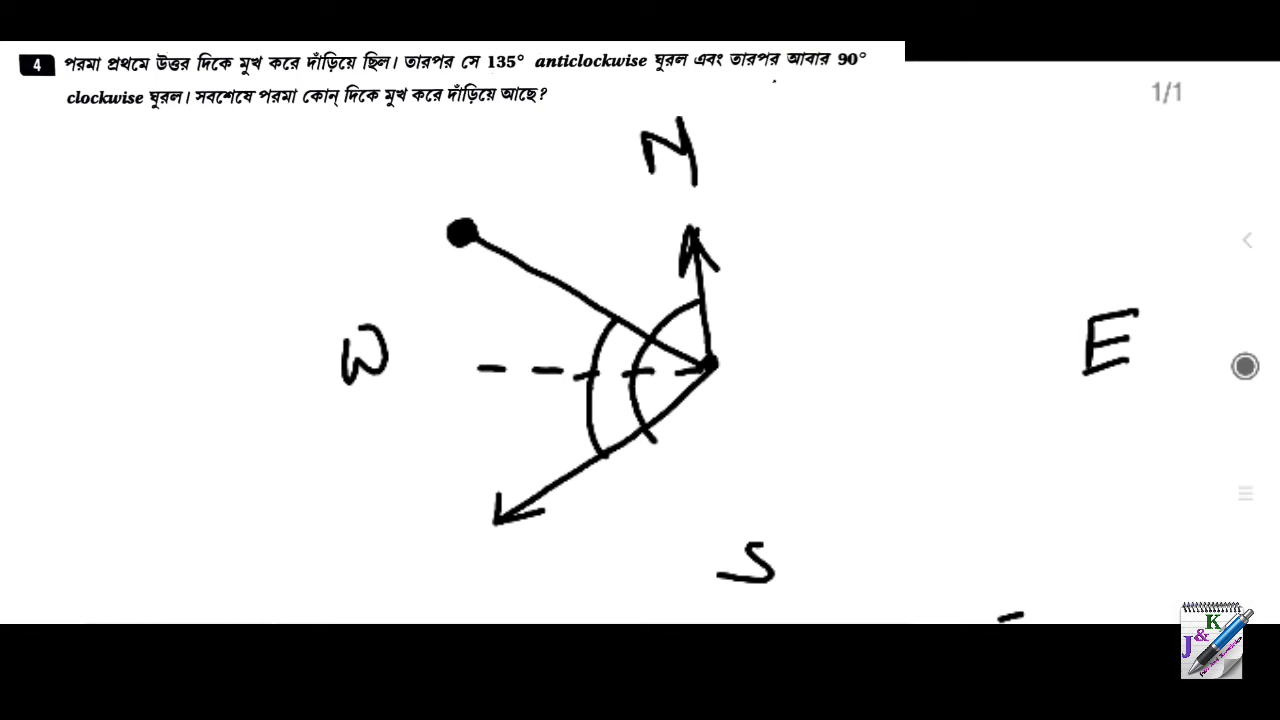 4 পরমা প্রথমে উত্তর দিকে মুখ করে দাঁড়িয়ে ছিল। তারপর সে 135° anticlockwise ঘুরল এবং তারপর আবার 90°
clockwise ঘুরল। সবশেষে পরমা কোন্ দিকে মুখ করে দাঁড়িয়ে আছে?
1/1
N
W
E
S
J&K